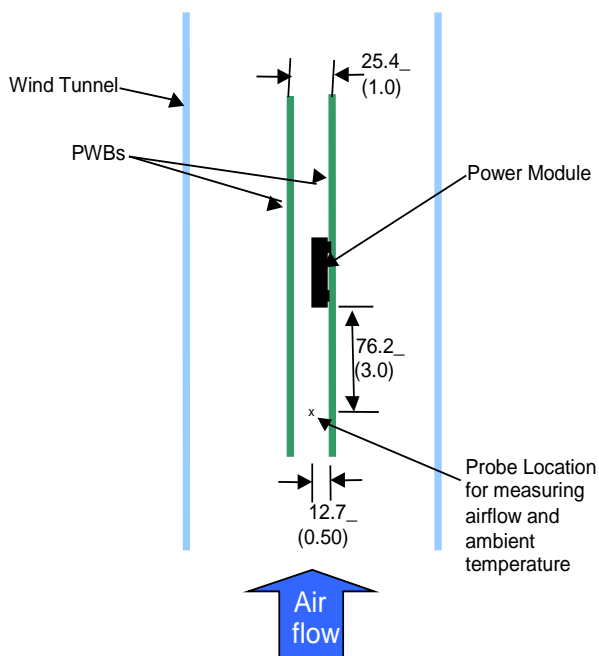 25.4_
(1.0)
Wind Tunnel
PWBs
Power Module
76.2_
(3.0)
x
Probe Location
for measuring
airflow and
ambient
temperature
12.7_
(0.50)
Air
flow